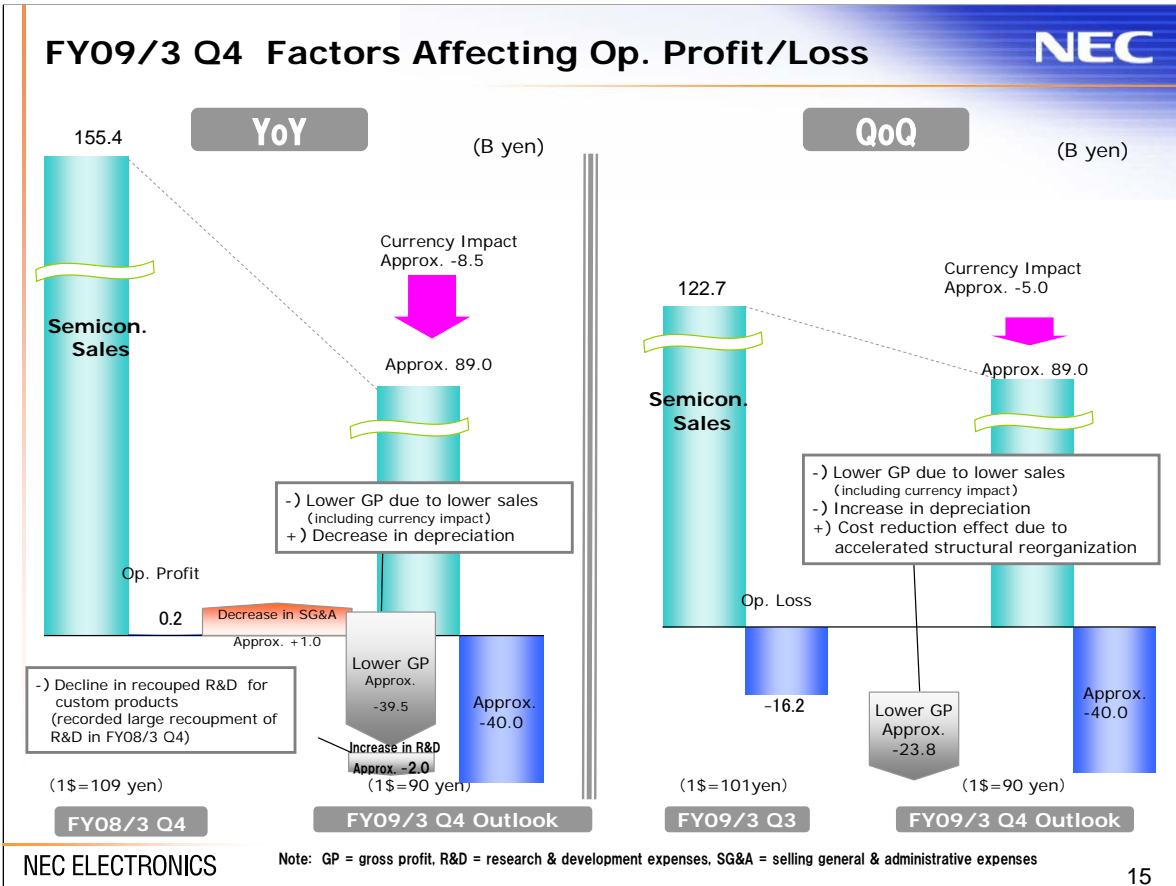 FY09/3 Q4 Factors Affecting Op. Profit/Loss
NEC
YoY
(B yen)
155.4
Semicon.
Sales
Currency Impact
Approx. -8.5
Approx. 89.0
-) Lower GP due to lower sales
(including currency impact)
+) Decrease in depreciation
Op. Profit
0.2
Decrease in SG&A
Approx. +1.0
Lower GP
Approx.
-39.5
Approx.
-40.0
-) Decline in recouped R&D for
custom products
(recorded large recoupment of
R&D in FY08/3 Q4)
Increase in R&D
Approx. -2.0
(1$=109 yen)
(1$=90 yen)
FY08/3 Q4
FY09/3 Q4 Outlook
QoQ
(B yen)
122.7
Semicon.
Sales
Currency Impact
Approx. -5.0
Approx. 89.0
-) Lower GP due to lower sales
(including currency impact)
-) Increase in depreciation
+) Cost reduction effect due to
accelerated structural reorganization
Op. Loss
-16.2
Lower GP
Approx.
-23.8
Approx.
-40.0
(1$=101yen)
(1$=90 yen)
FY09/3 Q3
FY09/3 Q4 Outlook
NEC ELECTRONICS
Note: GP = gross profit, R&D = research & development expenses, SG&A = selling general & administrative expenses
15